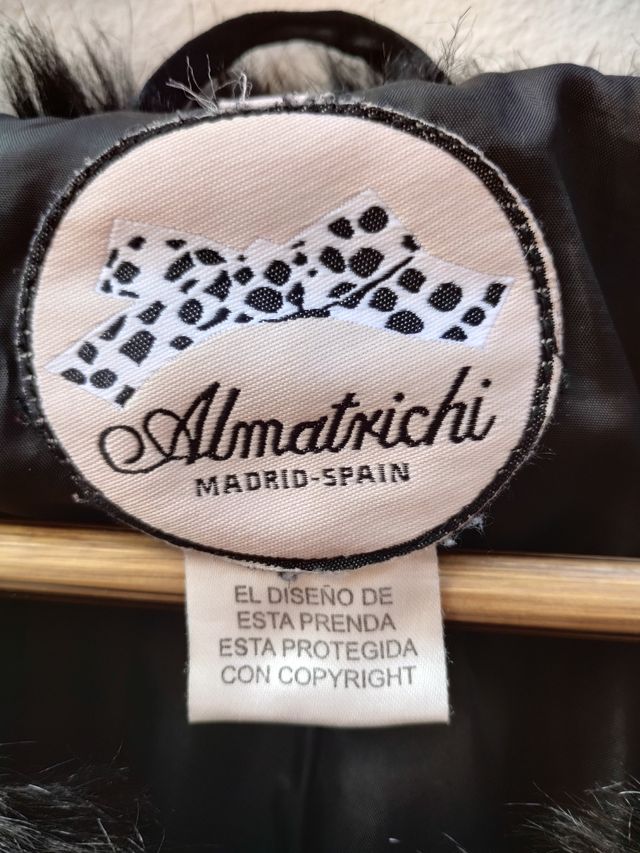 Almatrichi
MADRID-SPAIN
EL DISEÑO DE
ESTA PRENDA
ESTA PROTEGIDA
CON COPYRIGHT